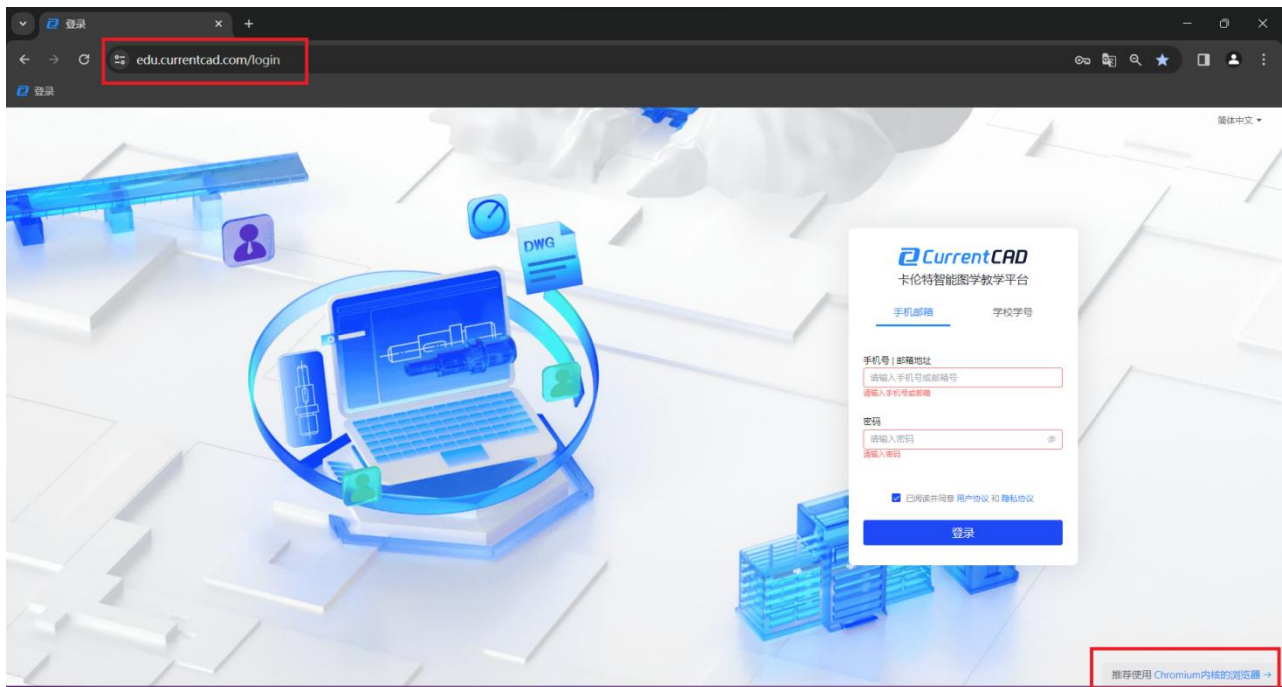 登录
edu.currentcad.com/login
登录
简体中文
DWG
CurrentCAD
卡伦特智能图学教学平台
手机邮箱 学校学号
手机号 | 邮箱地址
请输入手机号或邮箱号
请输入手机号或邮箱
密码
请输入密码
请输入密码
已阅读并同意 用户协议 和 隐私协议
登录
推荐使用 Chromium内核的浏览器 →